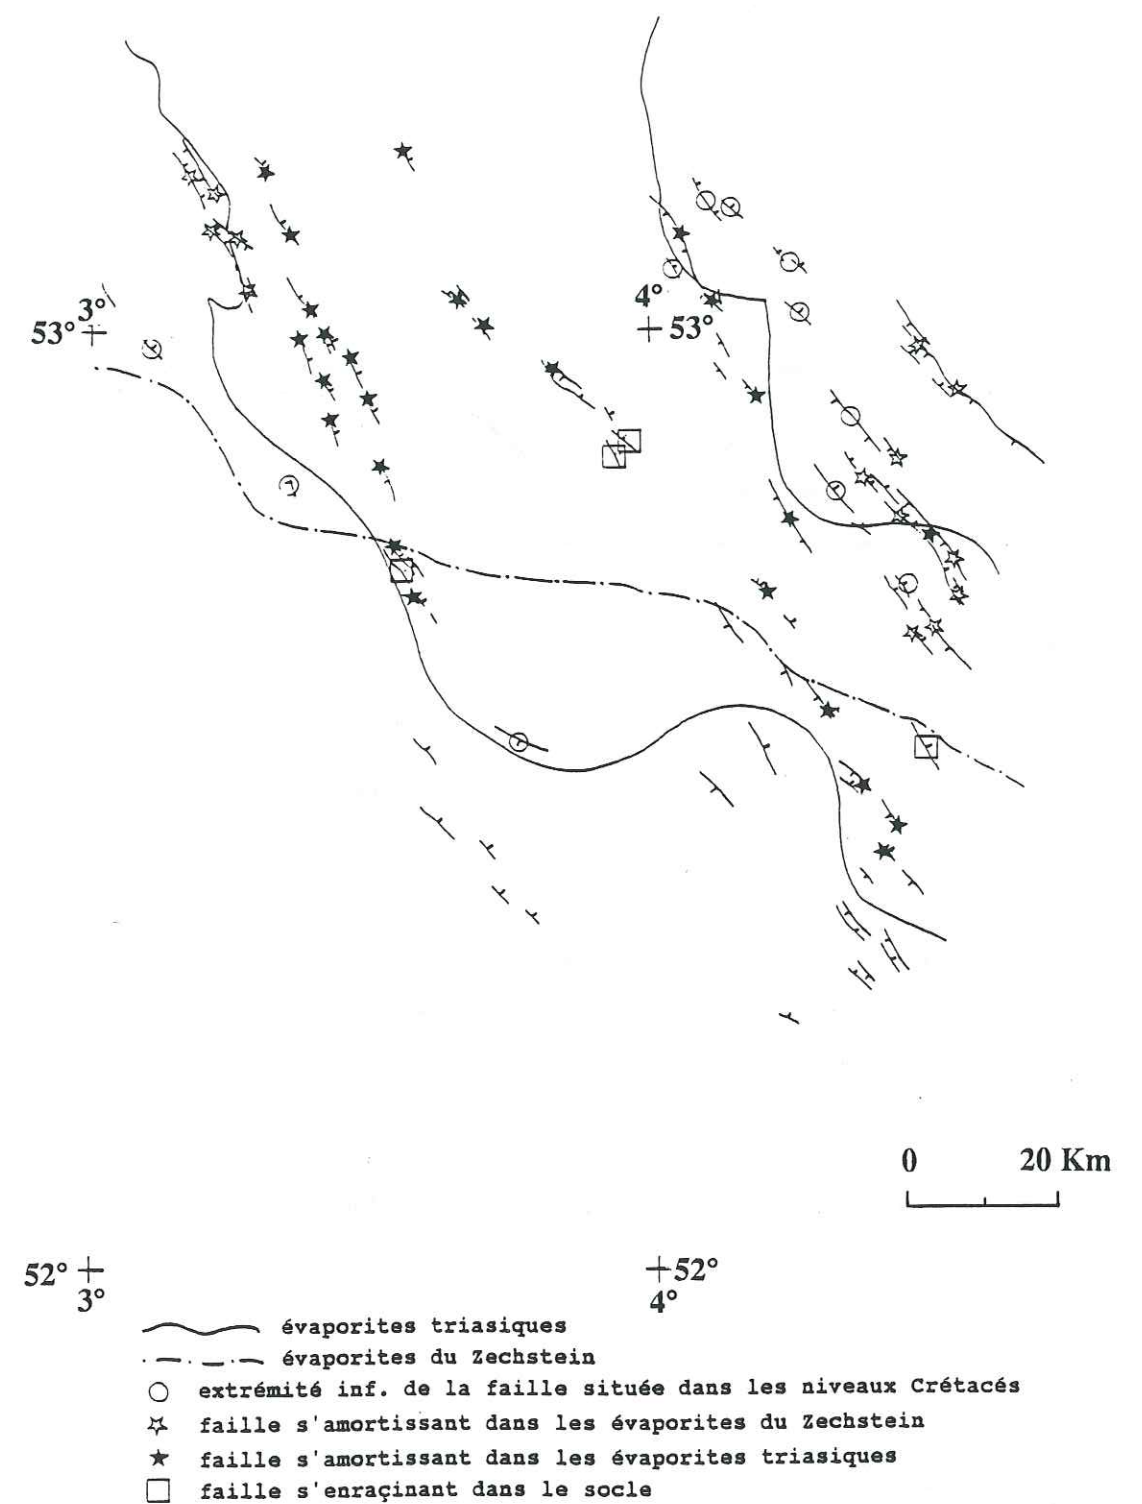 3°
53°
4°
53°
0 20 Km
52°
3°
52°
4°
évaporites triasiques
évaporites du Zechstein
extrémité inf. de la faille située dans les niveaux Crétacés
faille s'amortissant dans les évaporites du Zechstein
faille s'amortissant dans les évaporites triasiques
faille s'enraçinant dans le socle